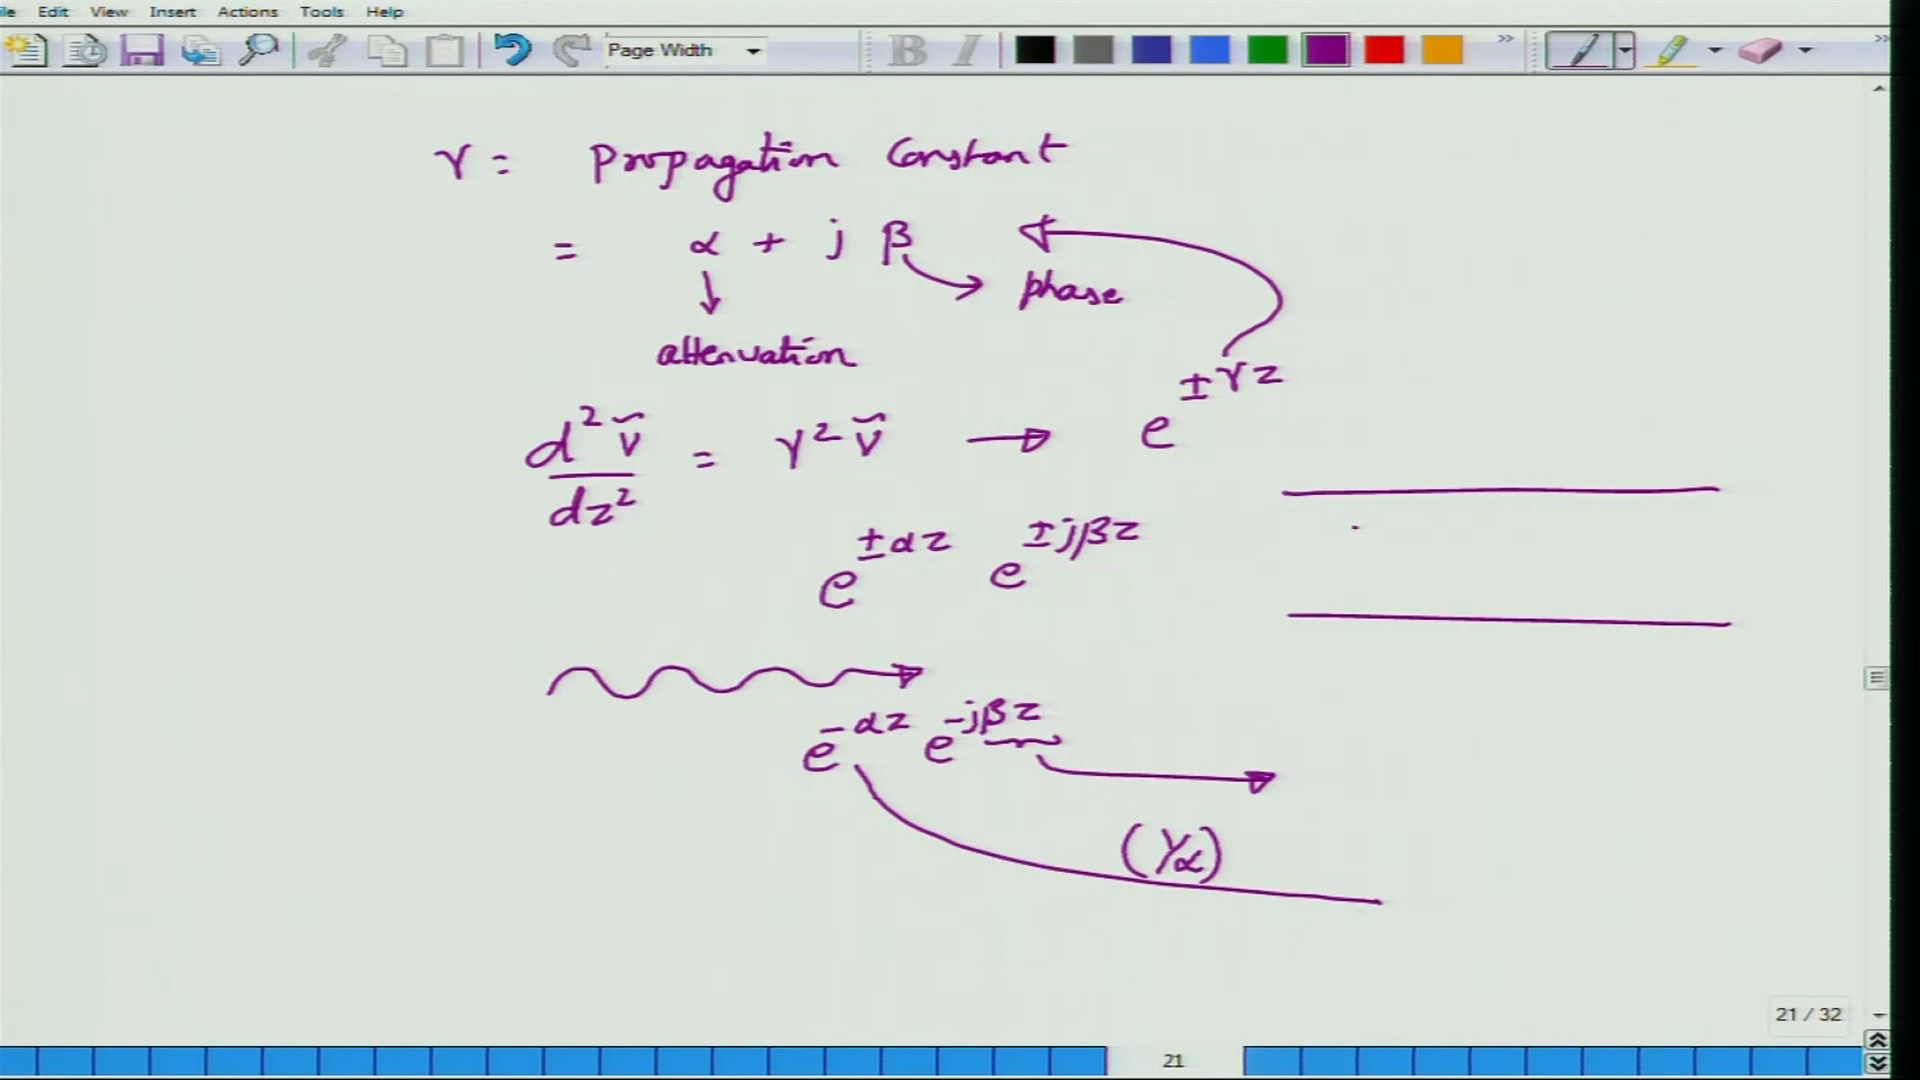 ile Edit View Insert Actions Tools Help
Page Width B I
γ = Propagation Constant
= α + j β
phase
attenuation
d²ṽ/dz² = γ²ṽ → e^{±γz}
e^{±αz} e^{±jβz}
e^{-αz} e^{-jβz}
(1/α)
21 / 32
21